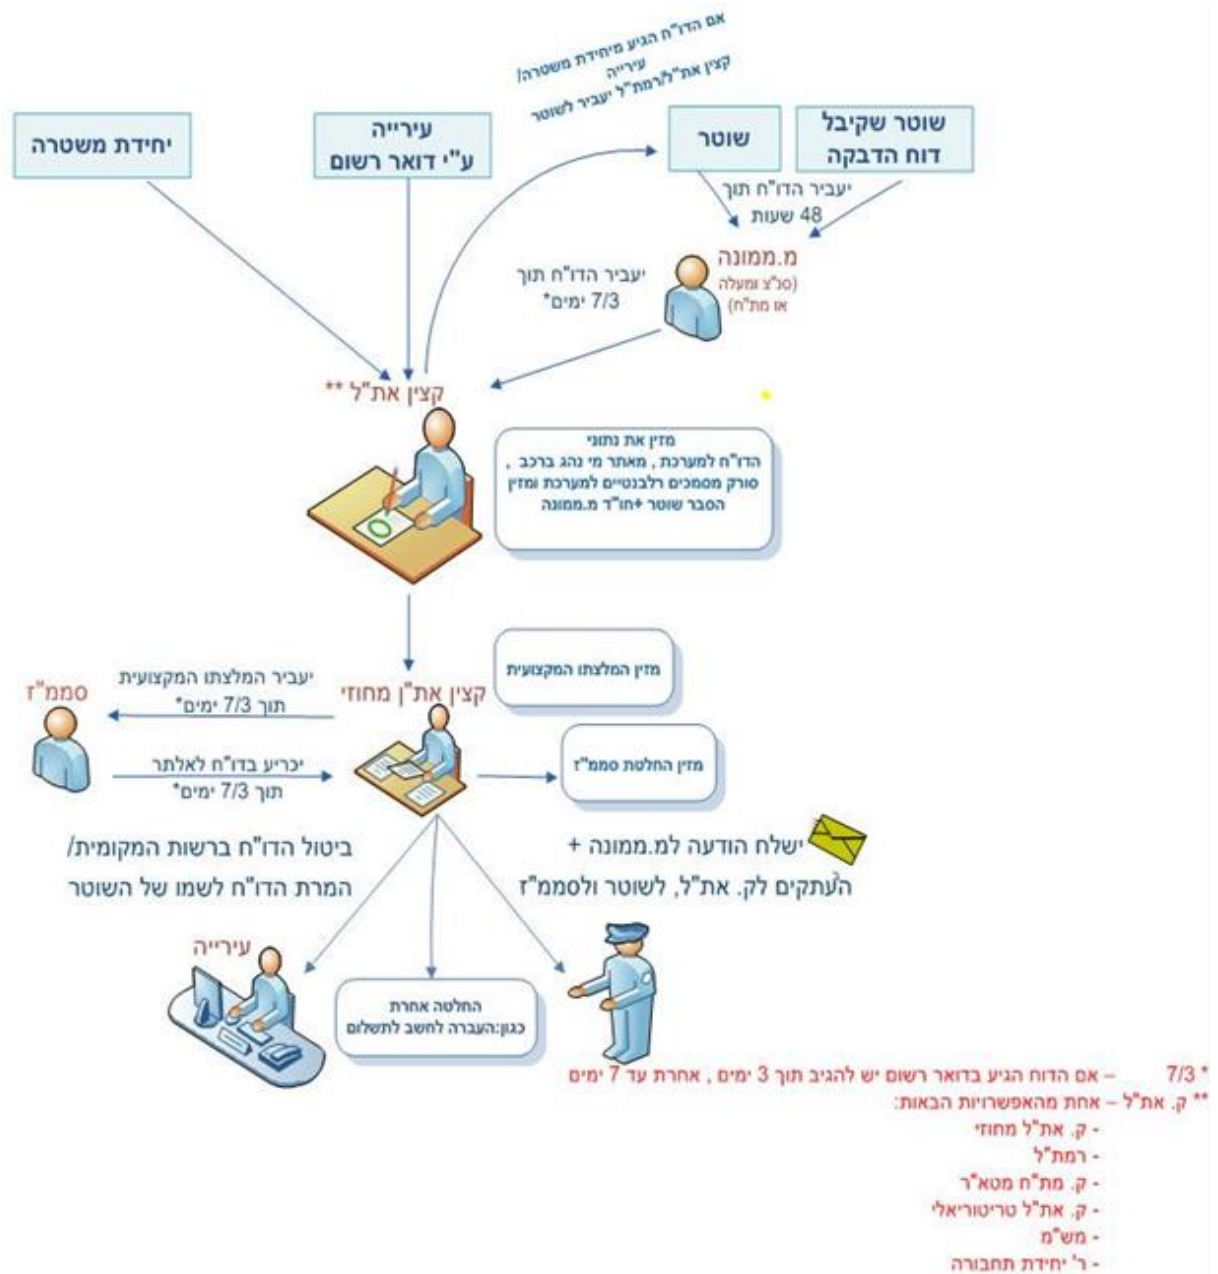 אם הדו"ח הגיע מיחידת משטרה/
עירייה
קצין את"ל/רמת"ל יעביר לשוטר
שוטר שקיבל
דוח הדבקה
שוטר
עירייה
ע"י דואר רשום
יחידת משטרה
יעביר הדו"ח תוך
48 שעות
מ.ממונה
(סנ"צ ומעלה
או מת"ח)
יעביר הדו"ח תוך
7/3 ימים*
קצין את"ל **
מזין את נתוני
הדו"ח למערכת , מאתר מי נהג ברכב ,
סורק מסמכים רלבנטיים למערכת ומזין
הסבר שוטר +חו"ד מ.ממונה
מזין המלצתו המקצועית
קצין את"ן מחוזי
יעביר המלצתו המקצועית
תוך 7/3 ימים*
סממ"ז
יכריע בדו"ח לאלתר
תוך 7/3 ימים*
מזין החלטת סממ"ז
ישלח הודעה למ.ממונה +
העתקים לק. את"ל, לשוטר ולסממ"ז
ביטול הדו"ח ברשות המקומית/
המרת הדו"ח לשמו של השוטר
עירייה
החלטה אחרת
כגון:העברה לחשב לתשלום
* 7/3 – אם הדוח הגיע בדואר רשום יש להגיב תוך 3 ימים , אחרת עד 7 ימים
** ק. את"ל – אחת מהאפשרויות הבאות:
- ק. את"ל מחוזי
- רמת"ל
- ק. מת"ח מטא"ר
- ק. את"ל טריטוריאלי
- מש"מ
- ר' יחידת תחבורה